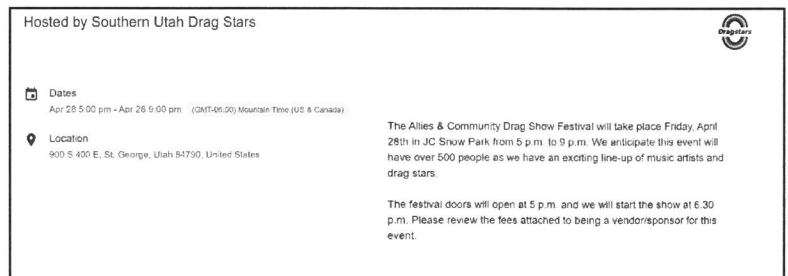 Hosted by Southern Utah Drag Stars
Dragstars
Dates
Apr 28 5:00 pm - Apr 28 9:00 pm (GMT-06:00) Mountain Time (US & Canada)
Location
900 S 400 E, St. George, Utah 84790, United States
The Allies & Community Drag Show Festival will take place Friday, April
28th in JC Snow Park from 5 p.m. to 9 p.m. We anticipate this event will
have over 500 people as we have an exciting line-up of music artists and
drag stars.
The festival doors will open at 5 p.m. and we will start the show at 6.30
p.m. Please review the fees attached to being a vendor/sponsor for this
event.